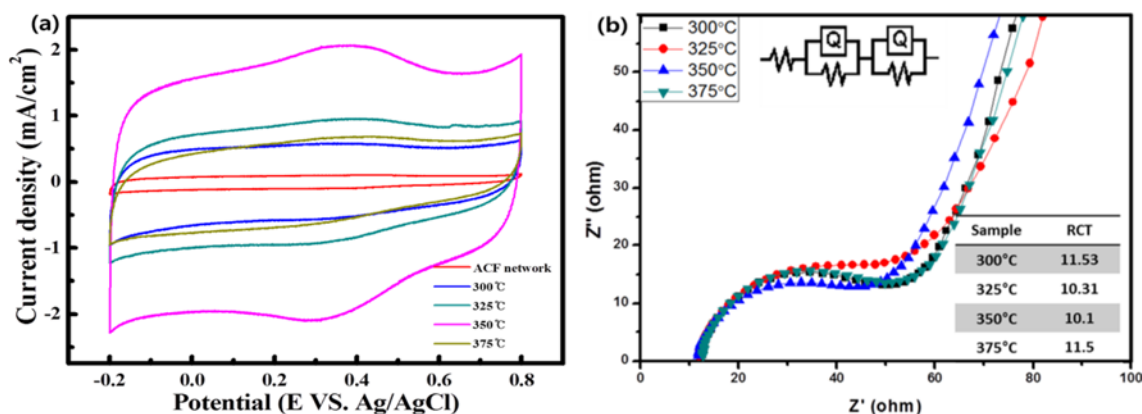 (a)
Current density (mA/cm²)
2
1
0
-1
-2
ACF network
300℃
325℃
350℃
375℃
-0.2
0.0
0.2
0.4
0.6
0.8
Potential (E VS. Ag/AgCl)
(b)
300°C
325°C
350°C
375°C
Q
Q
Z'' (ohm)
50
40
30
20
10
0
Sample RCT
300°C 11.53
325°C 10.31
350°C 10.1
375°C 11.5
0
20
40
60
80
100
Z' (ohm)